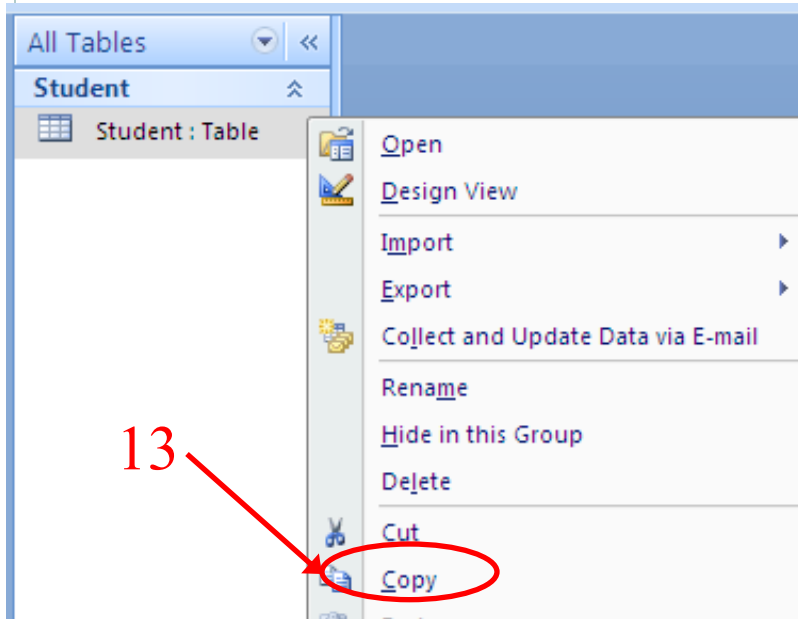 All Tables
Student
Student : Table
Open
Design View
Import
Export
Collect and Update Data via E-mail
Rename
Hide in this Group
Delete
13
Cut
Copy